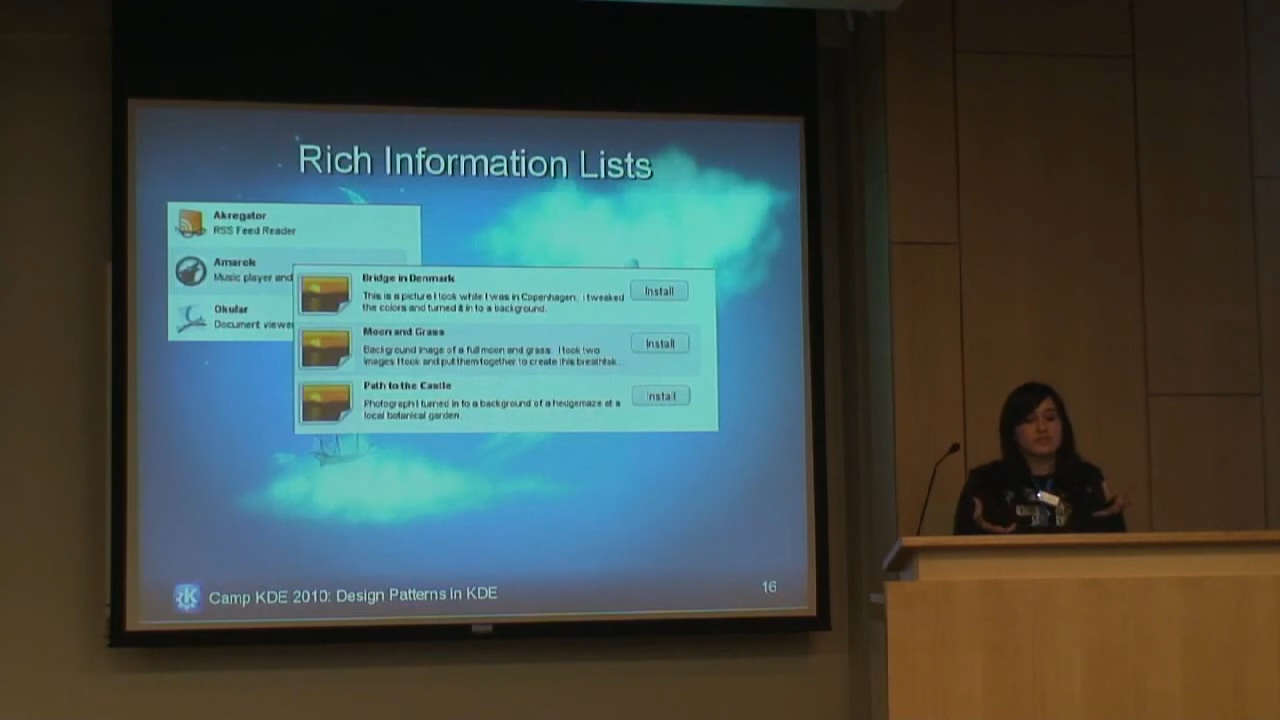 Rich Information Lists
Akregator
RSS Feed Reader
Amarok
Music player and
Okular
Document viewer
Bridge in Denmark
This is a picture I took while I was in Copenhagen. I tweaked
the colors and turned it in to a background.
Install
Moon and Grass
Background image of a full moon and grass. I took two
images I took and put them together to create this breathtak...
Install
Path to the Castle
Photograph I turned in to a background of a hedgemaze at a
local botanical garden.
Install
Camp KDE 2010: Design Patterns in KDE
16